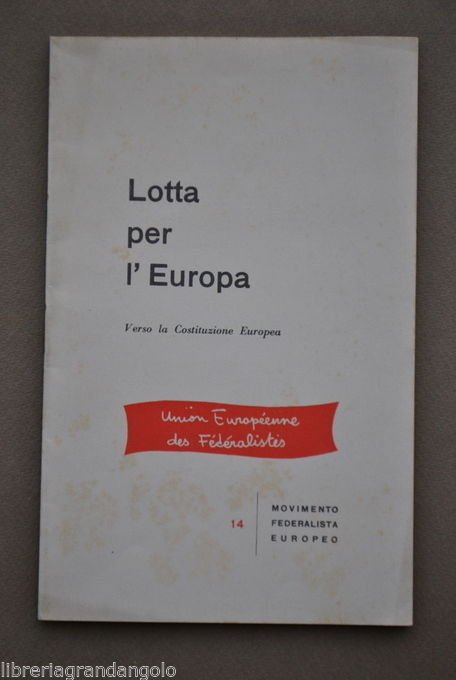 Lotta
per
l' Europa
Verso la Costituzione Europea
Union Européenne
des Fédéralistes
14
MOVIMENTO
FEDERALISTA
EUROPEO
libreriagrandangolo